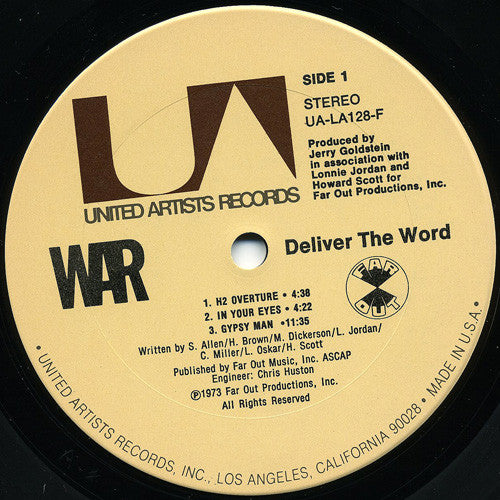 UA
SIDE 1
STEREO
UA-LA128-F
Produced by
Jerry Goldstein
in association with
Lonnie Jordan and
Howard Scott for
Far Out Productions, Inc.
UNITED ARTISTS RECORDS
WAR
Deliver The Word
FAR
OUT
1. H2 OVERTURE • 4:38
2. IN YOUR EYES • 4:22
3. GYPSY MAN • 11:35
Written by S. Allen/H. Brown/M. Dickerson/L. Jordan/
C. Miller/L. Oskar/H. Scott
Published by Far Out Music, Inc. ASCAP
Engineer: Chris Huston
℗1973 Far Out Productions, Inc.
All Rights Reserved
• UNITED ARTISTS RECORDS, INC., LOS ANGELES, CALIFORNIA 90028 • MADE IN U.S.A. •